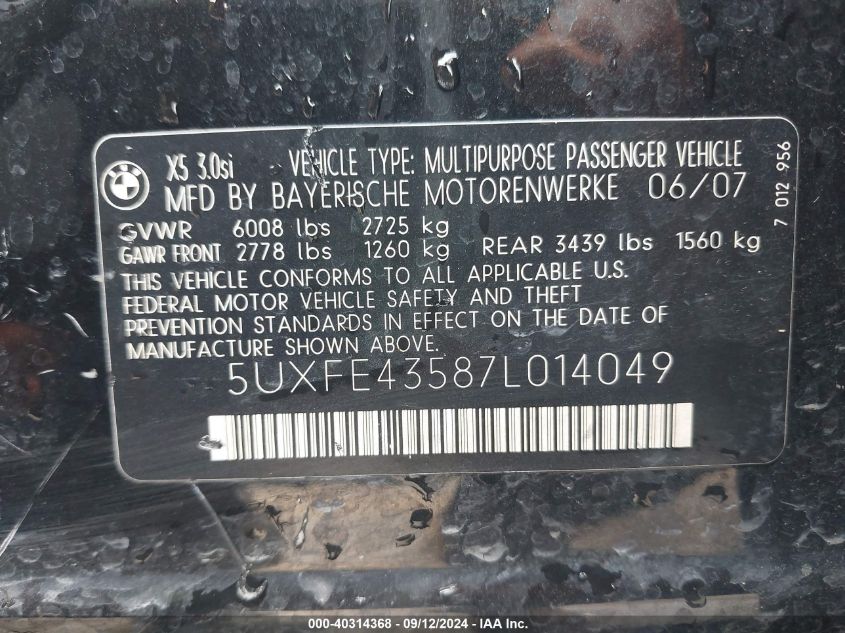 BMW
X5 3.0si VEHICLE TYPE: MULTIPURPOSE PASSENGER VEHICLE
MFD BY BAYERISCHE MOTORENWERKE 06/07
GVWR 6008 lbs 2725 kg
GAWR FRONT 2778 lbs 1260 kg REAR 3439 lbs 1560 kg
THIS VEHICLE CONFORMS TO ALL APPLICABLE U.S.
FEDERAL MOTOR VEHICLE SAFETY AND THEFT
PREVENTION STANDARDS IN EFFECT ON THE DATE OF
MANUFACTURE SHOWN ABOVE.
5UXFE43587L014049
7 012 956
000-40314368 - 09/12/2024 - IAA Inc.